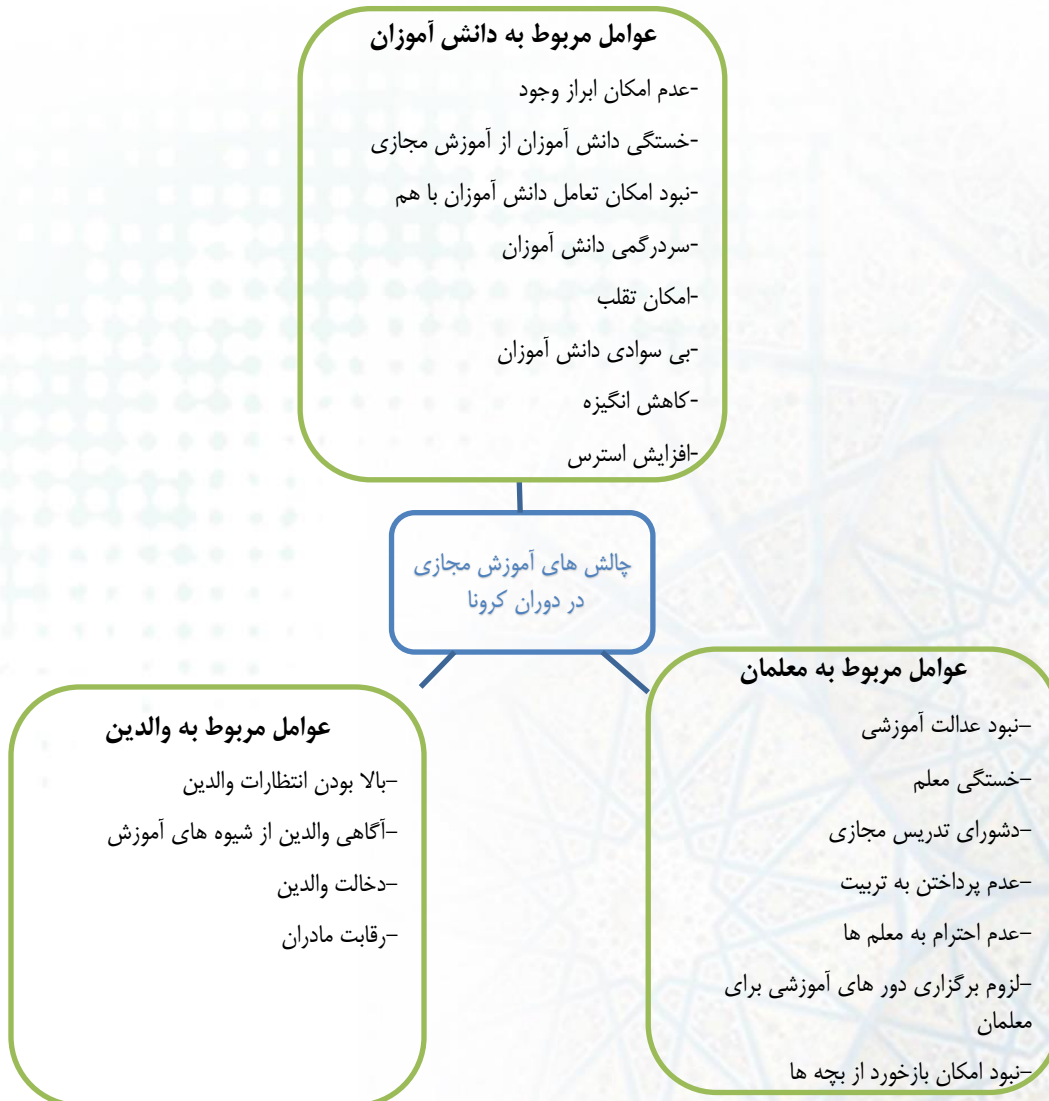 عوامل مربوط به دانش آموزان
-عدم امکان ابراز وجود
-خستگی دانش آموزان از آموزش مجازی
-نبود امکان تعامل دانش آموزان با هم
-سردرگمی دانش آموزان
-امکان تقلب
-بی سوادی دانش آموزان
-کاهش انگیزه
-افزایش استرس
چالش های آموزش مجازی
در دوران کرونا
عوامل مربوط به معلمان
-نبود عدالت آموزشی
-خستگی معلم
-دشورای تدریس مجازی
-عدم پرداختن به تربیت
-عدم احترام به معلم ها
-لزوم برگزاری دور های آموزشی برای
معلمان
-نبود امکان بازخورد از بچه ها
عوامل مربوط به والدین
-بالا بودن انتظارات والدین
-آگاهی والدین از شیوه های آموزش
-دخالت والدین
-رقابت مادران